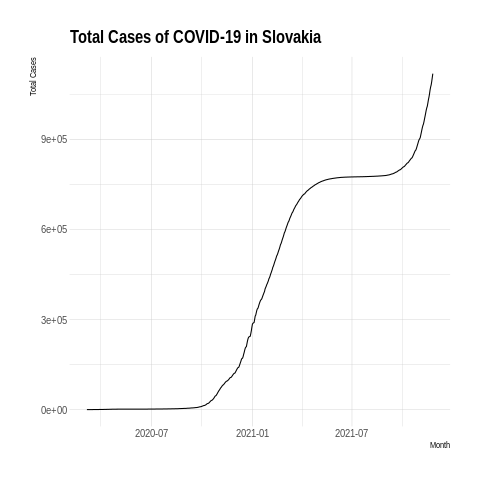 Total Cases of COVID-19 in Slovakia
Total Cases
9e+05
6e+05
3e+05
0e+00
2020-07 2021-01 2021-07
Month